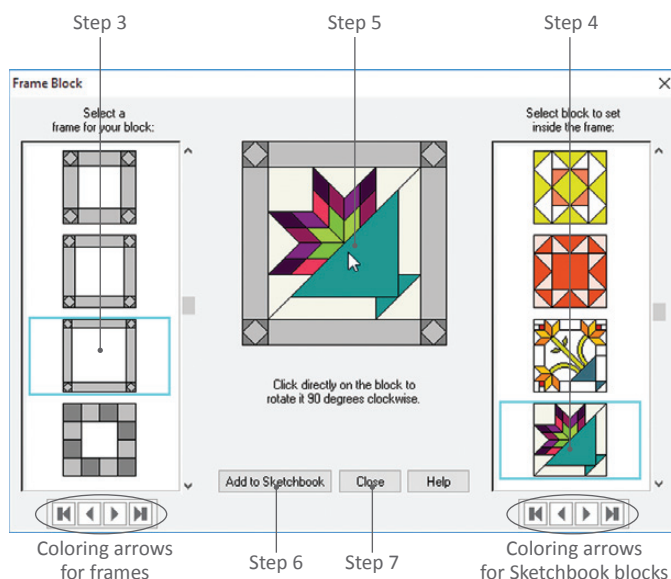 Step 3
Step 5
Step 4
Frame Block
Select a
frame for your block:
Select block to set
inside the frame:
Click directly on the block to
rotate it 90 degrees clockwise.
Add to Sketchbook
Close
Help
Coloring arrows
for frames
Step 6
Step 7
Coloring arrows
for Sketchbook blocks